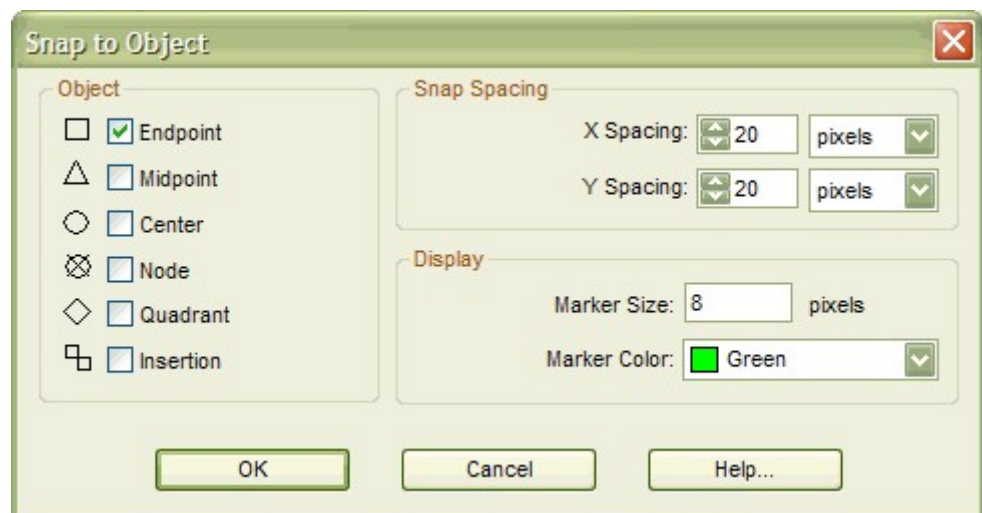 Snap to Object
Object
Endpoint
Midpoint
Center
Node
Quadrant
Insertion
Snap Spacing
X Spacing: 20 pixels
Y Spacing: 20 pixels
Display
Marker Size: 8 pixels
Marker Color: Green
OK Cancel Help...